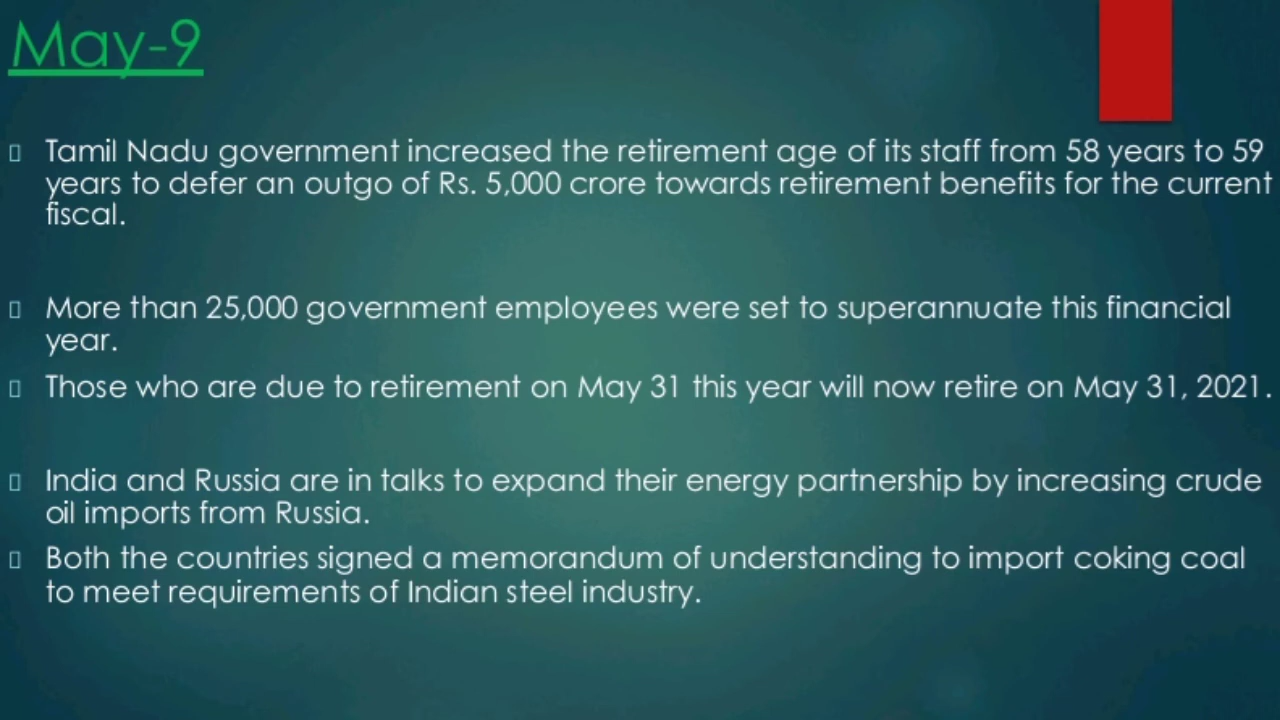 May-9
Tamil Nadu government increased the retirement age of its staff from 58 years to 59
years to defer an outgo of Rs. 5,000 crore towards retirement benefits for the current
fiscal.
More than 25,000 government employees were set to superannuate this financial
year.
Those who are due to retirement on May 31 this year will now retire on May 31, 2021.
India and Russia are in talks to expand their energy partnership by increasing crude
oil imports from Russia.
Both the countries signed a memorandum of understanding to import coking coal
to meet requirements of Indian steel industry.